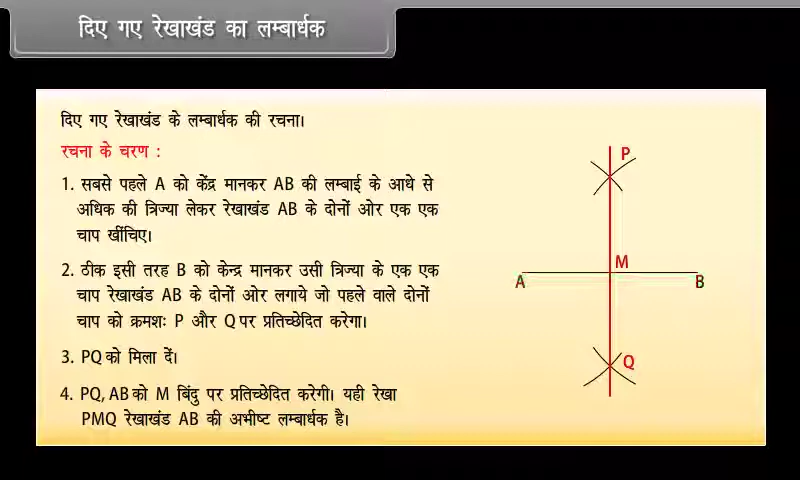 दिए गए रेखाखंड का लम्बार्धक
दिए गए रेखाखंड के लम्बार्धक की रचना।
रचना के चरण :
1. सबसे पहले A को केंद्र मानकर AB की लम्बाई के आधे से
अधिक की त्रिज्या लेकर रेखाखंड AB के दोनों ओर एक एक
चाप खींचिए।
2. ठीक इसी तरह B को केन्द्र मानकर उसी त्रिज्या के एक एक
चाप रेखाखंड AB के दोनों ओर लगाये जो पहले वाले दोनों
चाप को क्रमशः P और Q पर प्रतिच्छेदित करेगा।
3. PQ को मिला दें।
4. PQ, AB को M बिंदु पर प्रतिच्छेदित करेगी। यही रेखा
PMQ रेखाखंड AB की अभीष्ट लम्बार्धक है।
P
M
A
B
Q